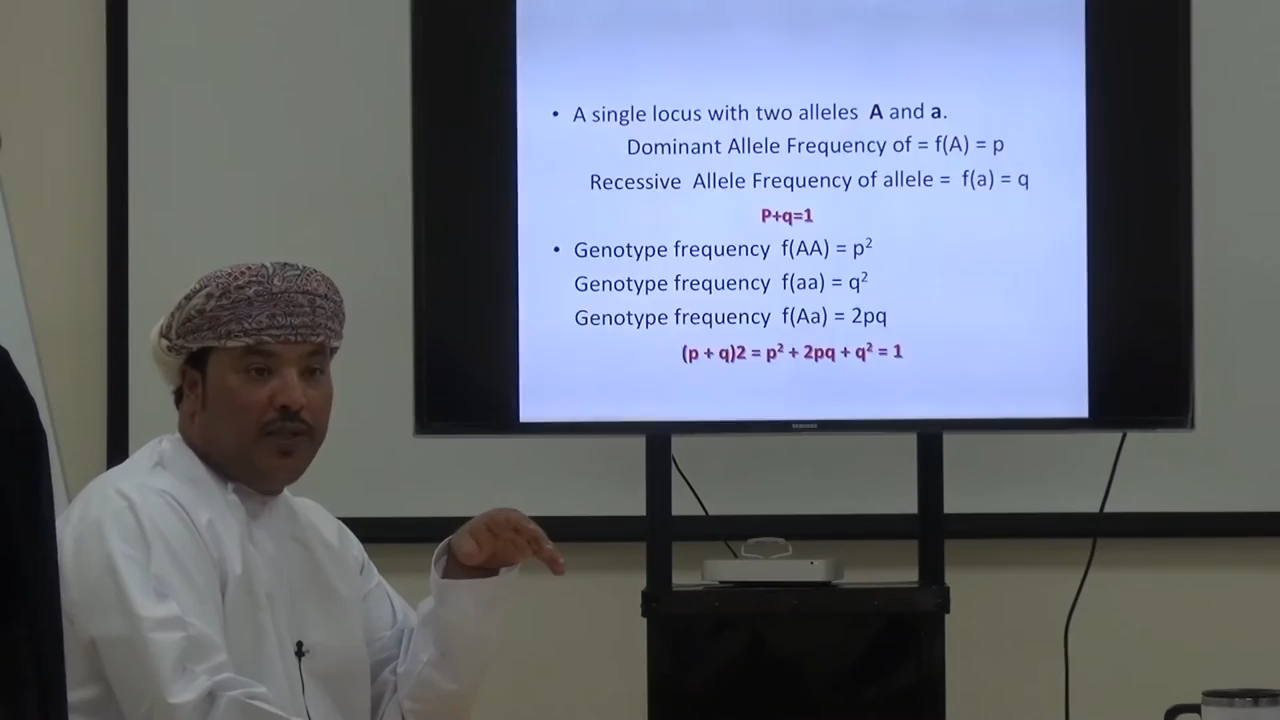 • A single locus with two alleles A and a.
Dominant Allele Frequency of = f(A) = p
Recessive Allele Frequency of allele = f(a) = q
P+q=1
• Genotype frequency f(AA) = p²
Genotype frequency f(aa) = q²
Genotype frequency f(Aa) = 2pq
(p + q)2 = p² + 2pq + q² = 1
SAMSUNG